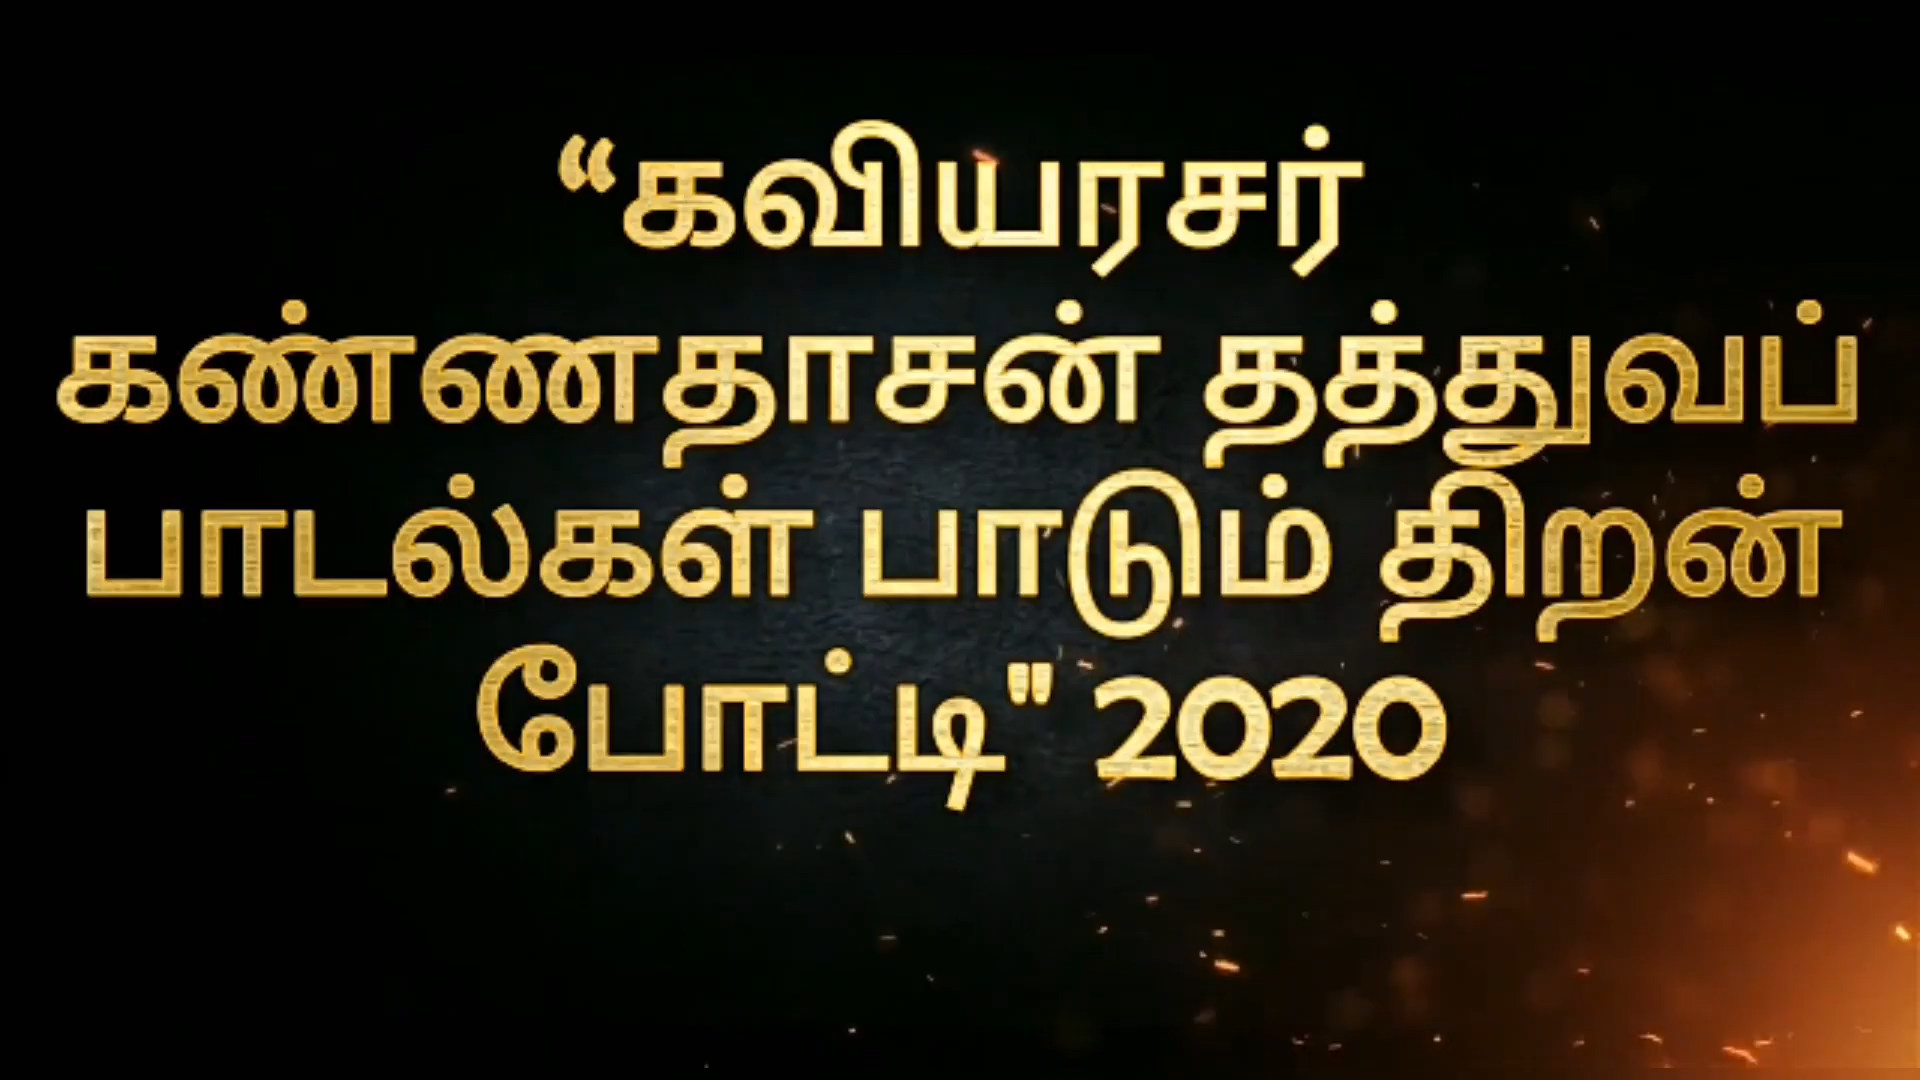 “கவியரசர்
கண்ணதாசன் தத்துவப்
பாடல்கள் பாடும் திறன்
போட்டி" 2020